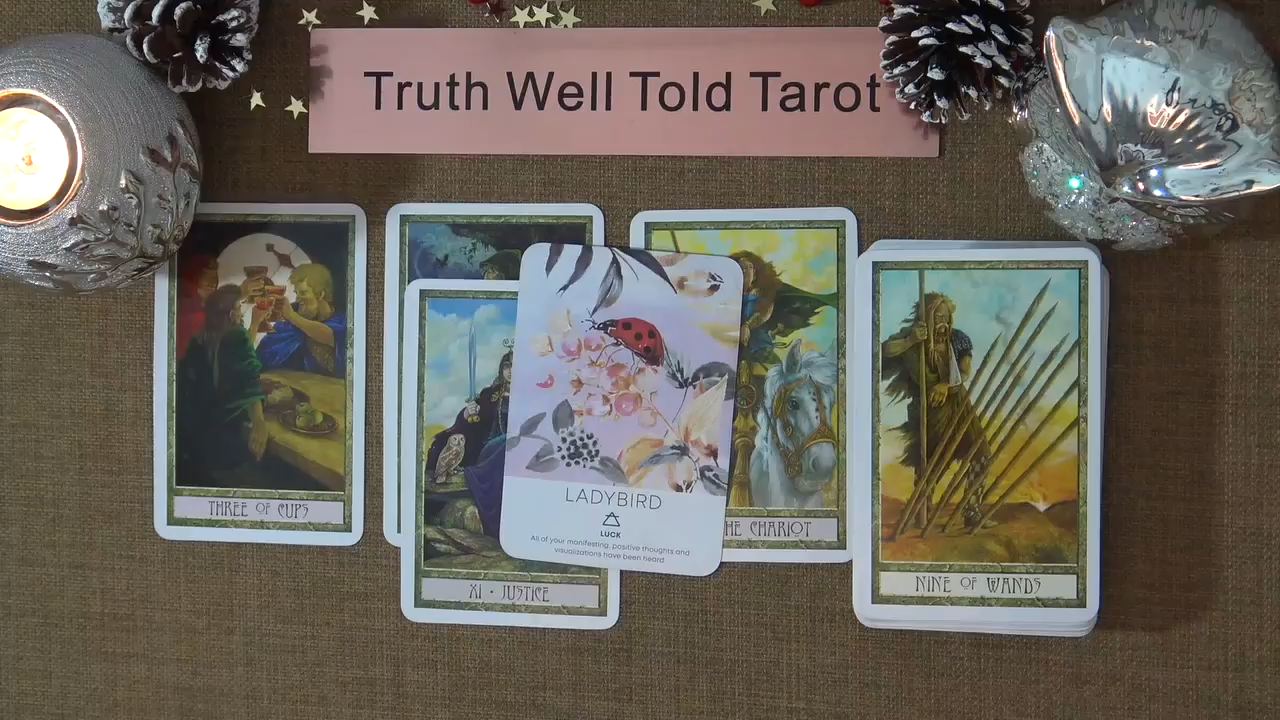 Truth Well Told Tarot
THREE OF CUPS
XI • JUSTICE
LADYBIRD
LUCK
All of your manifesting, positive thoughts and
visualizations have been heard
HE CHARIOT
NINE OF WANDS